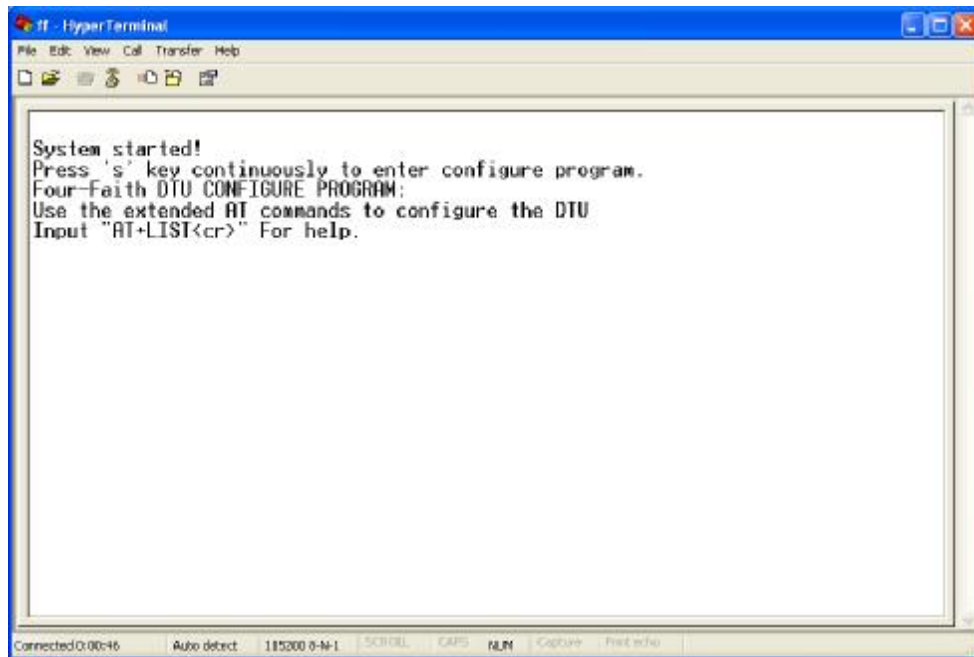 ff - HyperTerminal
File Edit View Call Transfer Help
System started!
Press 's' key continuously to enter configure program.
Four-Faith DTU CONFIGURE PROGRAM:
Use the extended AT commands to configure the DTU
Input "AT+LIST<cr>" For help.
Connected 0:00:46 Auto detect 115200 8-N-1 SCROLL CAPS NUM Capture Print echo